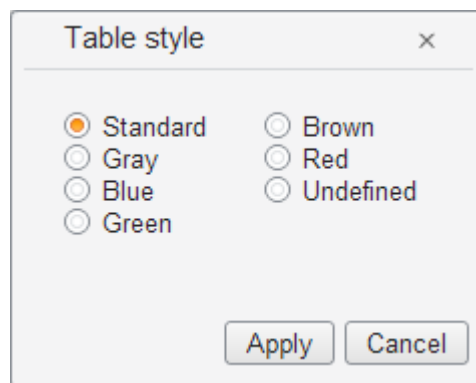 Table style
Standard
Gray
Blue
Green
Brown
Red
Undefined
Apply Cancel